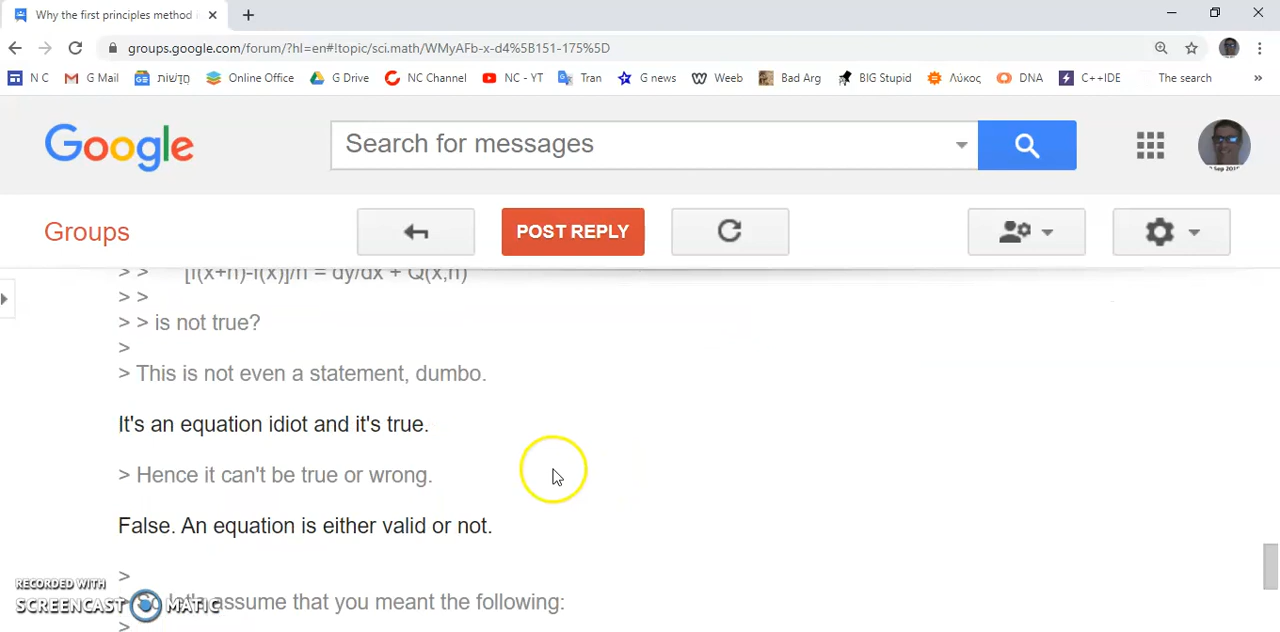 Why the first principles method
groups.google.com/forum/?hl=en#!topic/sci.math/WMyAFb-x-d4%5B151-175%5D
N C
G Mail
חֲדָשׁוֹת
Online Office
G Drive
NC Channel
NC - YT
Tran
G news
Weeb
Bad Arg
BIG Stupid
Λύκος
DNA
C++IDE
The search
»
Google
Search for messages
Groups
POST REPLY
> > [f(x+h)-f(x)]/h = dy/dx + Q(x,h)
> >
> > is not true?
>
> This is not even a statement, dumbo.
It's an equation idiot and it's true.
> Hence it can't be true or wrong.
False. An equation is either valid or not.
>
> So let's assume that you meant the following:
>
RECORDED WITH
SCREENCAST MATIC